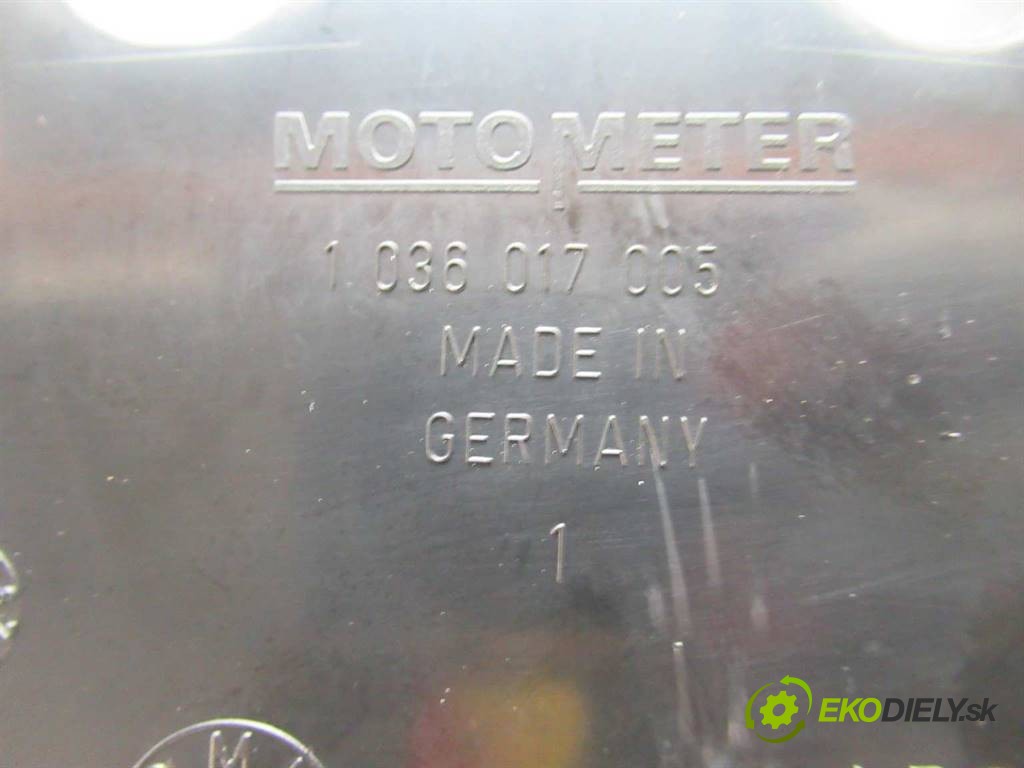 MOTO METER
1 036 017 005
MADE IN
GERMANY
1
M
EKODIELY.sk